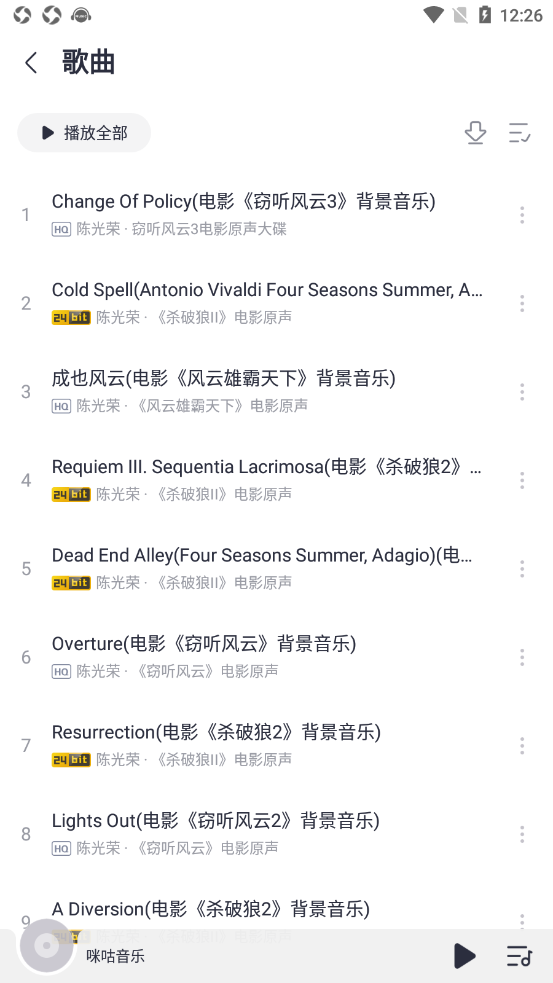 12:26
歌曲
播放全部
1
Change Of Policy(电影《窃听风云3》背景音乐)
HQ 陈光荣 · 窃听风云3电影原声大碟
2
Cold Spell(Antonio Vivaldi Four Seasons Summer, A...
24bit 陈光荣 · 《杀破狼II》电影原声
3
成也风云(电影《风云雄霸天下》背景音乐)
HQ 陈光荣 · 《风云雄霸天下》电影原声
4
Requiem III. Sequentia Lacrimosa(电影《杀破狼2》...
24bit 陈光荣 · 《杀破狼II》电影原声
5
Dead End Alley(Four Seasons Summer, Adagio)(电...
24bit 陈光荣 · 《杀破狼II》电影原声
6
Overture(电影《窃听风云》背景音乐)
HQ 陈光荣 · 《窃听风云》电影原声
7
Resurrection(电影《杀破狼2》背景音乐)
24bit 陈光荣 · 《杀破狼II》电影原声
8
Lights Out(电影《窃听风云2》背景音乐)
HQ 陈光荣 · 《窃听风云》电影原声
9
A Diversion(电影《杀破狼2》背景音乐)
咪咕音乐